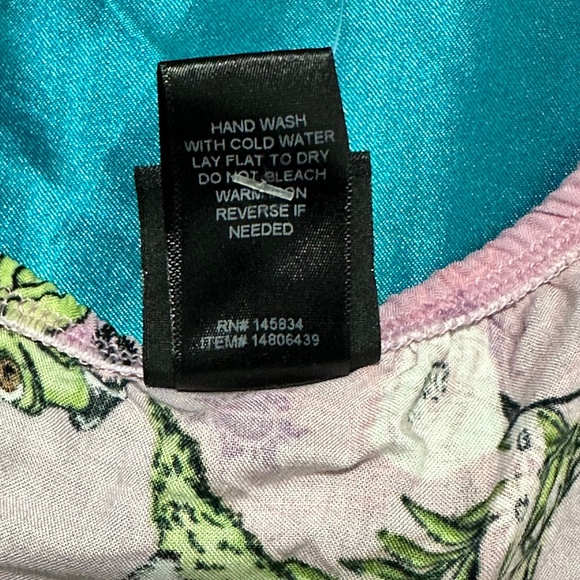 HAND WASH
WITH COLD WATER
LAY FLAT TO DRY
DO NOT BLEACH
WARM IRON
REVERSE IF
NEEDED
RN# 145834
ITEM# 14806439